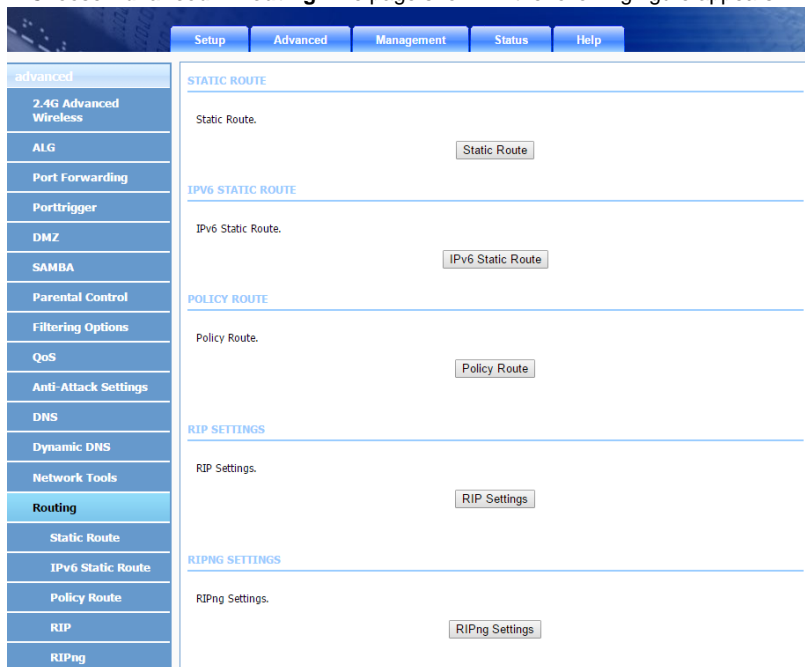 Setup Advanced Management Status Help
advanced
2.4G Advanced
Wireless
ALG
Port Forwarding
Porttrigger
DMZ
SAMBA
Parental Control
Filtering Options
QoS
Anti-Attack Settings
DNS
Dynamic DNS
Network Tools
Routing
Static Route
IPv6 Static Route
Policy Route
RIP
RIPng
STATIC ROUTE
Static Route.
Static Route
IPV6 STATIC ROUTE
IPv6 Static Route.
IPv6 Static Route
POLICY ROUTE
Policy Route.
Policy Route
RIP SETTINGS
RIP Settings.
RIP Settings
RIPNG SETTINGS
RIPng Settings.
RIPng Settings